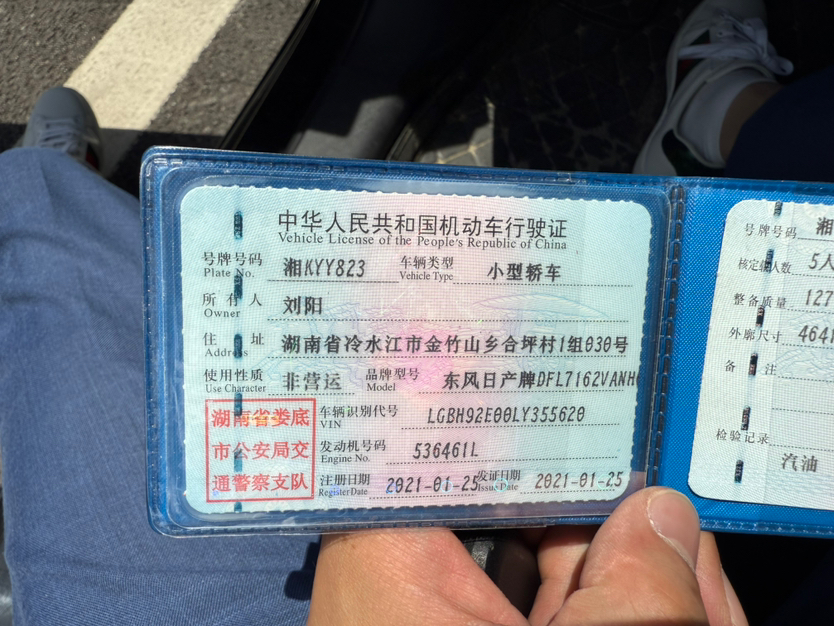 中华人民共和国机动车行驶证
Vehicle License of the People's Republic of China
号牌号码 湘KYY823 车辆类型 小型轿车
Plate No. Vehicle Type
所有人 刘阳
Owner
住址 湖南省冷水江市金竹山乡合坪村1组030号
Address
使用性质 非营运 品牌型号 东风日产牌DFL7162VANH
Use Character Model
湖南省娄底
市公安局交
通警察支队
车辆识别代号 LGBH92E00LY355620
VIN
发动机号码 536461L
Engine No.
注册日期 2021-01-25 发证日期 2021-01-25
Register Date Issue Date
号牌号码 湘
核定载人数 5人
整备质量 127
外廓尺寸 4641
备注
检验记录
汽油